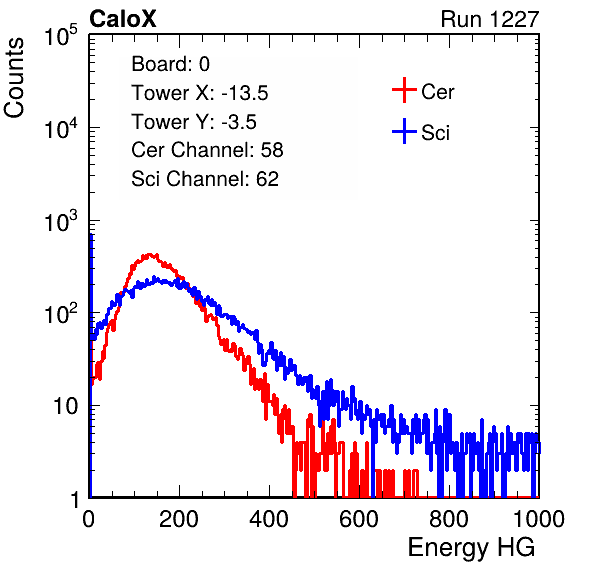 CaloX Run 1227
Counts
10^5
10^4
10^3
10^2
10
1
Board: 0
Tower X: -13.5
Tower Y: -3.5
Cer Channel: 58
Sci Channel: 62
Cer
Sci
0 200 400 600 800 1000
Energy HG